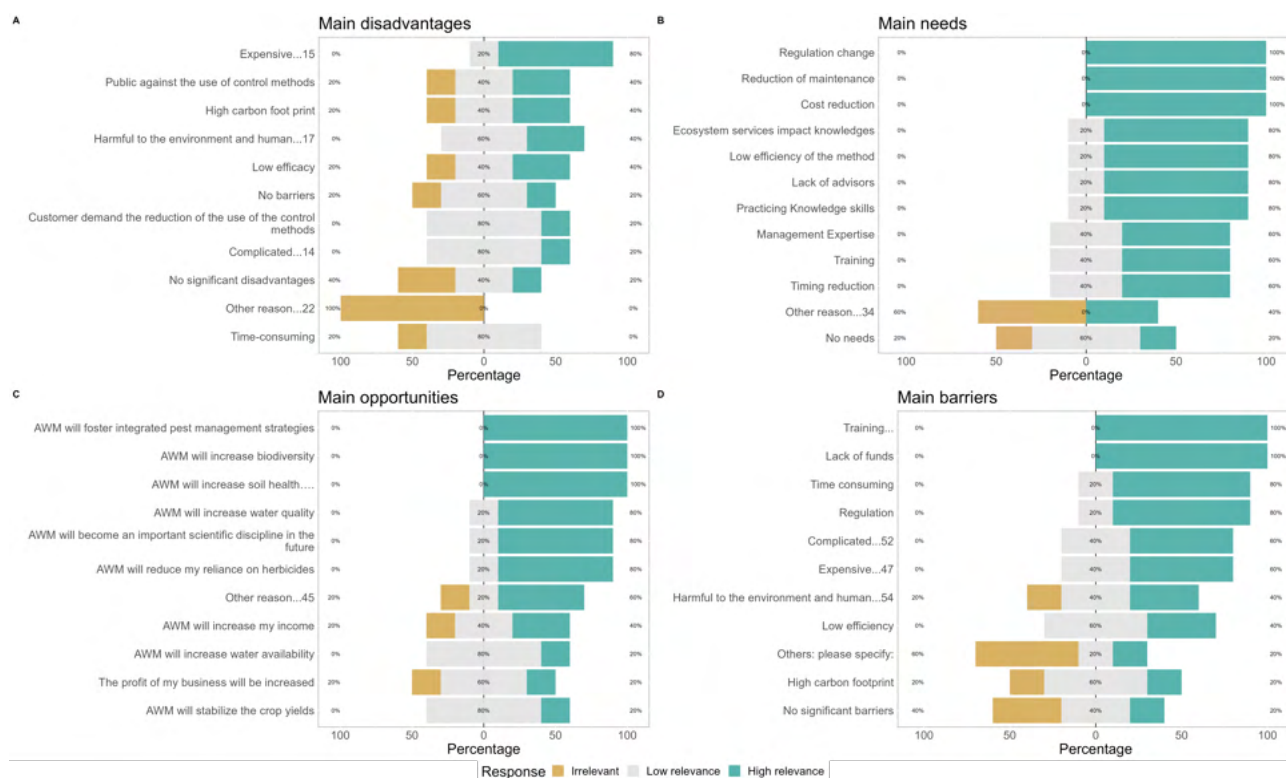 A
Main disadvantages
Expensive...15 0% 20% 80%
Public against the use of control methods 20% 40% 40%
High carbon foot print 20% 40% 40%
Harmful to the environment and human...17 0% 60% 40%
Low efficacy 20% 40% 40%
No barriers 20% 60% 20%
Customer demand the reduction of the use of the control
methods 0% 80% 20%
Complicated...14 0% 80% 20%
No significant disadvantages 40% 40% 20%
Other reason...22 100% 0% 0%
Time-consuming 20% 80% 0%
100 50 0 50 100
Percentage
B
Main needs
Regulation change 0% 0% 100%
Reduction of maintenance 0% 0% 100%
Cost reduction 0% 0% 100%
Ecosystem services impact knowledges 0% 20% 80%
Low efficiency of the method 0% 20% 80%
Lack of advisors 0% 20% 80%
Practicing Knowledge skills 0% 20% 80%
Management Expertise 0% 40% 60%
Training 0% 40% 60%
Timing reduction 0% 40% 60%
Other reason...34 60% 0% 40%
No needs 20% 60% 20%
100 50 0 50 100
Percentage
C
Main opportunities
AWM will foster integrated pest management strategies 0% 0% 100%
AWM will increase biodiversity 0% 0% 100%
AWM will increase soil health.... 0% 0% 100%
AWM will increase water quality 0% 20% 80%
AWM will become an important scientific discipline in the
future 0% 20% 80%
AWM will reduce my reliance on herbicides 0% 20% 80%
Other reason...45 20% 20% 60%
AWM will increase my income 20% 40% 40%
AWM will increase water availability 0% 80% 20%
The profit of my business will be increased 20% 60% 20%
AWM will stabilize the crop yields 0% 80% 20%
100 50 0 50 100
Percentage
D
Main barriers
Training... 0% 0% 100%
Lack of funds 0% 0% 100%
Time consuming 0% 20% 80%
Regulation 0% 20% 80%
Complicated...52 0% 40% 60%
Expensive...47 0% 40% 60%
Harmful to the environment and human...54 20% 40% 40%
Low efficiency 0% 60% 40%
Others: please specify: 60% 20% 20%
High carbon footprint 20% 60% 20%
No significant barriers 40% 40% 20%
100 50 0 50 100
Percentage
Response Irrelevant Low relevance High relevance